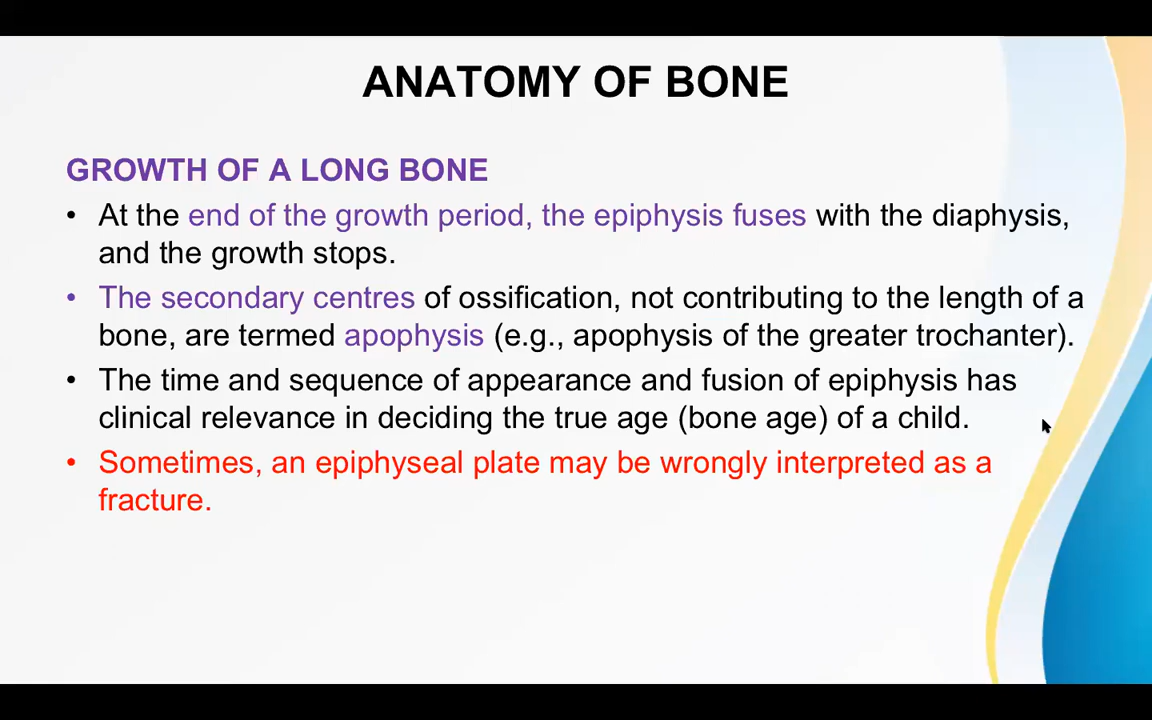 ANATOMY OF BONE
GROWTH OF A LONG BONE
• At the end of the growth period, the epiphysis fuses with the diaphysis,
and the growth stops.
• The secondary centres of ossification, not contributing to the length of a
bone, are termed apophysis (e.g., apophysis of the greater trochanter).
• The time and sequence of appearance and fusion of epiphysis has
clinical relevance in deciding the true age (bone age) of a child.
• Sometimes, an epiphyseal plate may be wrongly interpreted as a
fracture.